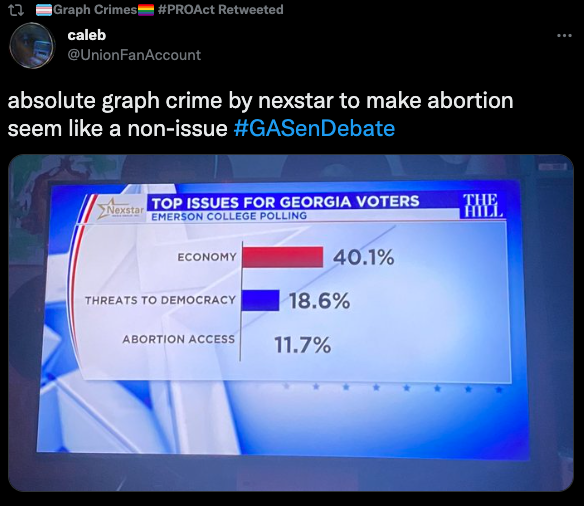 Graph Crimes #PROAct Retweeted
caleb
@UnionFanAccount
absolute graph crime by nexstar to make abortion
seem like a non-issue #GASenDebate
Nexstar
TOP ISSUES FOR GEORGIA VOTERS
EMERSON COLLEGE POLLING
THE
HILL
ECONOMY 40.1%
THREATS TO DEMOCRACY 18.6%
ABORTION ACCESS 11.7%